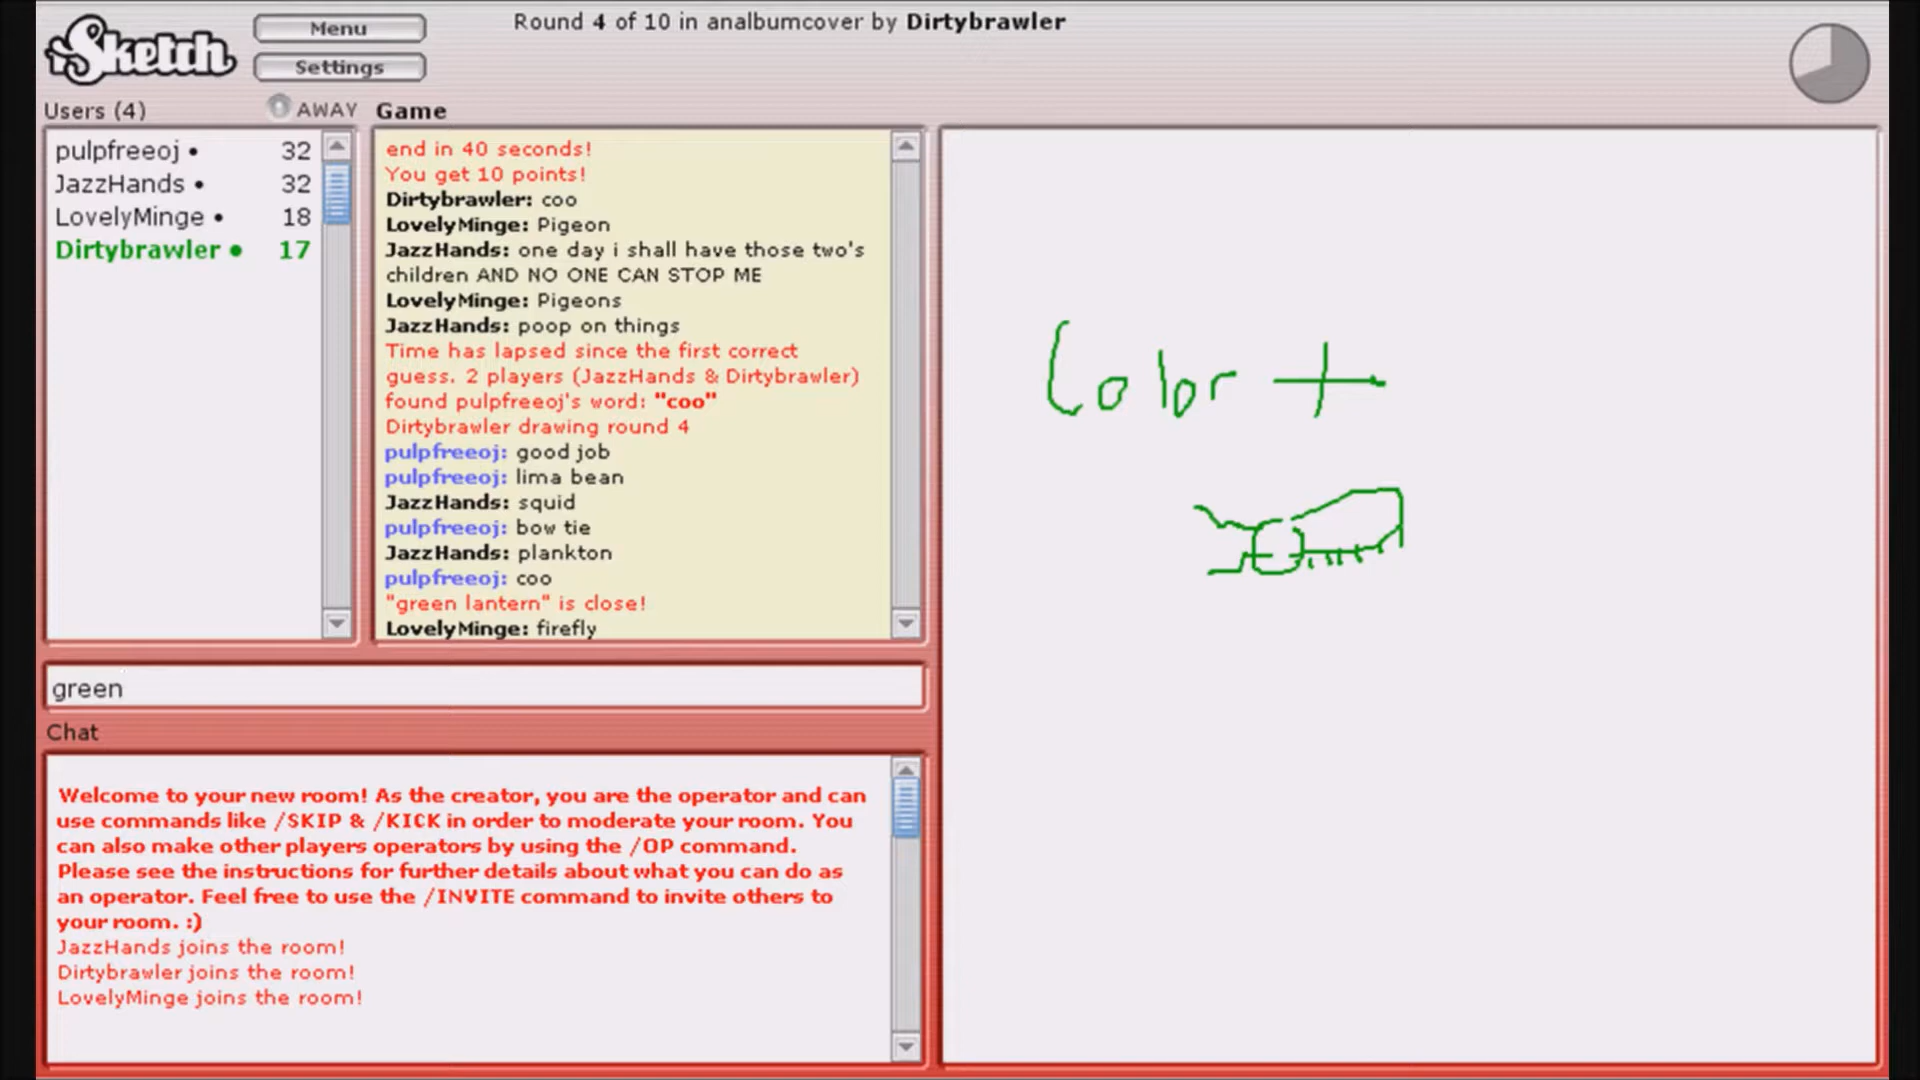 iSketch
Menu
Settings
Round 4 of 10 in analbumcover by Dirtybrawler
Users (4)
AWAY
pulpfreeoj • 32
JazzHands • 32
LovelyMinge • 18
Dirtybrawler • 17
Game
end in 40 seconds!
You get 10 points!
Dirtybrawler: coo
LovelyMinge: Pigeon
JazzHands: one day i shall have those two's
children AND NO ONE CAN STOP ME
LovelyMinge: Pigeons
JazzHands: poop on things
Time has lapsed since the first correct
guess. 2 players (JazzHands & Dirtybrawler)
found pulpfreeoj's word: "coo"
Dirtybrawler drawing round 4
pulpfreeoj: good job
pulpfreeoj: lima bean
JazzHands: squid
pulpfreeoj: bow tie
JazzHands: plankton
pulpfreeoj: coo
"green lantern" is close!
LovelyMinge: firefly
green
Chat
Welcome to your new room! As the creator, you are the operator and can
use commands like /SKIP & /KICK in order to moderate your room. You
can also make other players operators by using the /OP command.
Please see the instructions for further details about what you can do as
an operator. Feel free to use the /INVITE command to invite others to
your room. :)
JazzHands joins the room!
Dirtybrawler joins the room!
LovelyMinge joins the room!
Color +